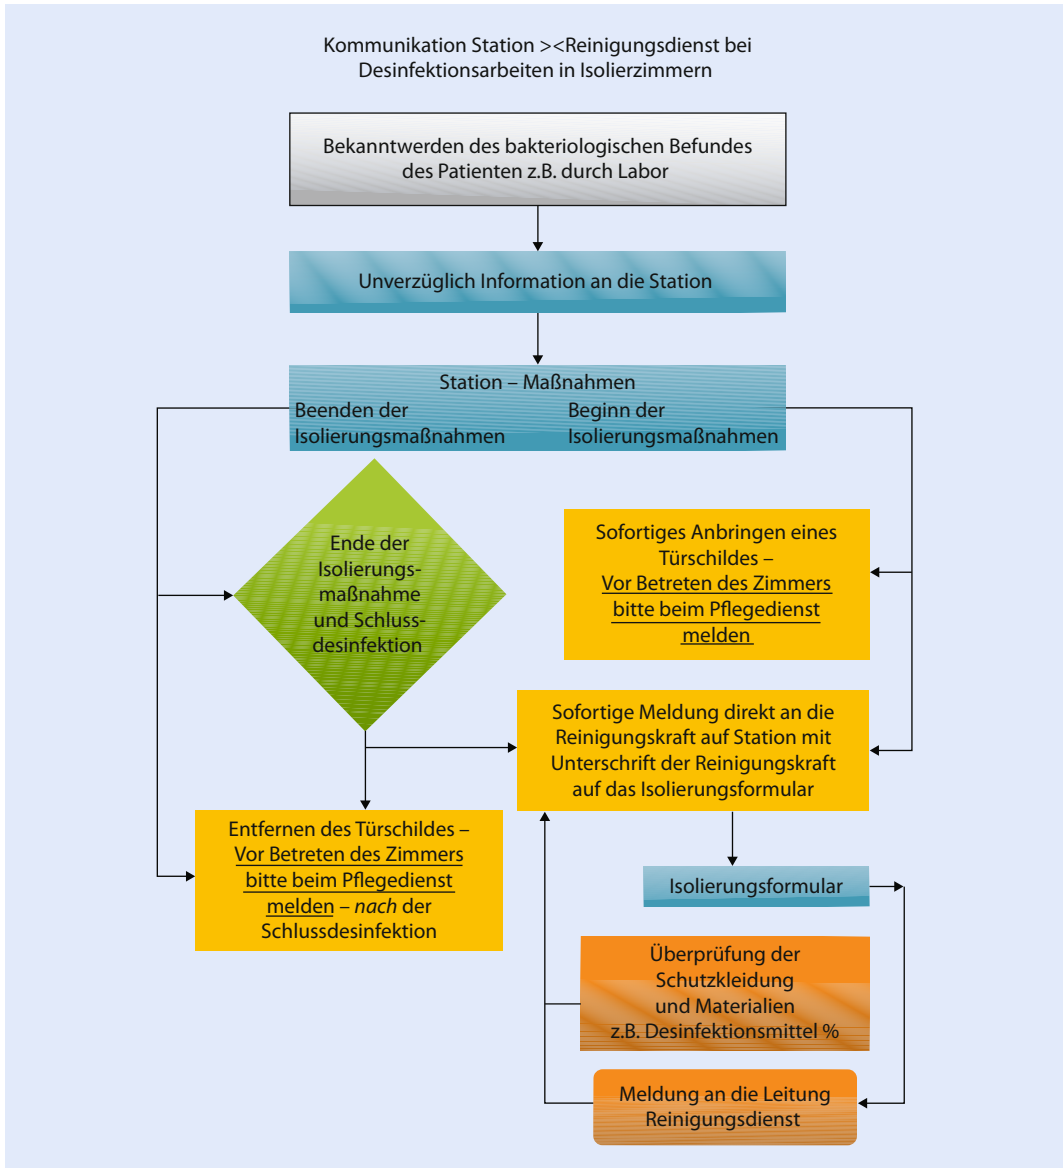 Kommunikation Station ><Reinigungsdienst bei
Desinfektionsarbeiten in Isolierzimmern
Bekanntwerden des bakteriologischen Befundes
des Patienten z.B. durch Labor
Unverzüglich Information an die Station
Station – Maßnahmen
Beenden der
Isolierungsmaßnahmen
Beginn der
Isolierungsmaßnahmen
Ende der
Isolierungs-
maßnahme
und Schluss-
desinfektion
Sofortiges Anbringen eines
Türschildes –
Vor Betreten des Zimmers
bitte beim Pflegedienst
melden
Sofortige Meldung direkt an die
Reinigungskraft auf Station mit
Unterschrift der Reinigungskraft
auf das Isolierungsformular
Entfernen des Türschildes –
Vor Betreten des Zimmers
bitte beim Pflegedienst
melden – nach der
Schlussdesinfektion
Isolierungsformular
Überprüfung der
Schutzkleidung
und Materialien
z.B. Desinfektionsmittel %
Meldung an die Leitung
Reinigungsdienst